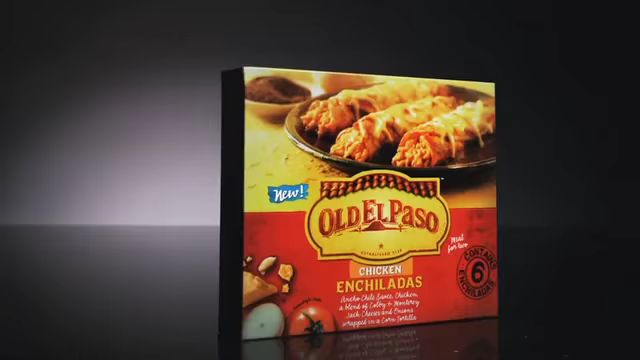 New!
OLD EL PASO
ESTABLISHED 1938
Meal
for two
CONTAINS
6
ENCHILADAS
CHICKEN
ENCHILADAS
Ancho Chile Sauce, Chicken
a blend of Colby & Monterey
Jack Cheeses and Onions
wrapped in a Corn Tortilla